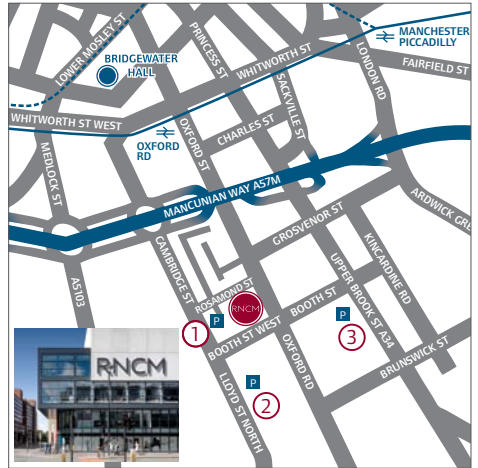 LOWER MOSLEY ST
BRIDGEWATER
HALL
PRINCESS ST
WHITWORTH ST
MANCHESTER
PICCADILLY
FAIRFIELD ST
LONDON RD
SACKVILLE ST
WHITWORTH ST WEST
OXFORD
RD
OXFORD ST
CHARLES ST
MEDLOCK ST
MANCUNIAN WAY A57M
ARDWICK GRE
GROSVENOR ST
CAMBRIDGE ST
KINCARDINE RD
A5103
ROSAMOND ST
RNCM
UPPER BROOK ST A34
BOOTH ST
P
1
P
3
BOOTH ST WEST
OXFORD RD
BRUNSWICK ST
RNCM
LLOYD ST NORTH
P
2